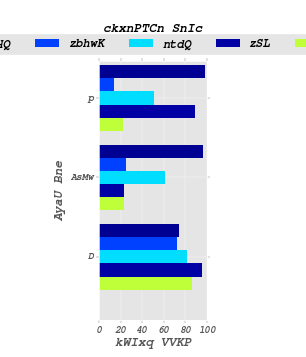 ckxnPTCn SnIc
zbhwK ntdQ zSL
p
AsMw
D
AyaU Bne
0 20 40 60 80 100
kWIxq VVKP